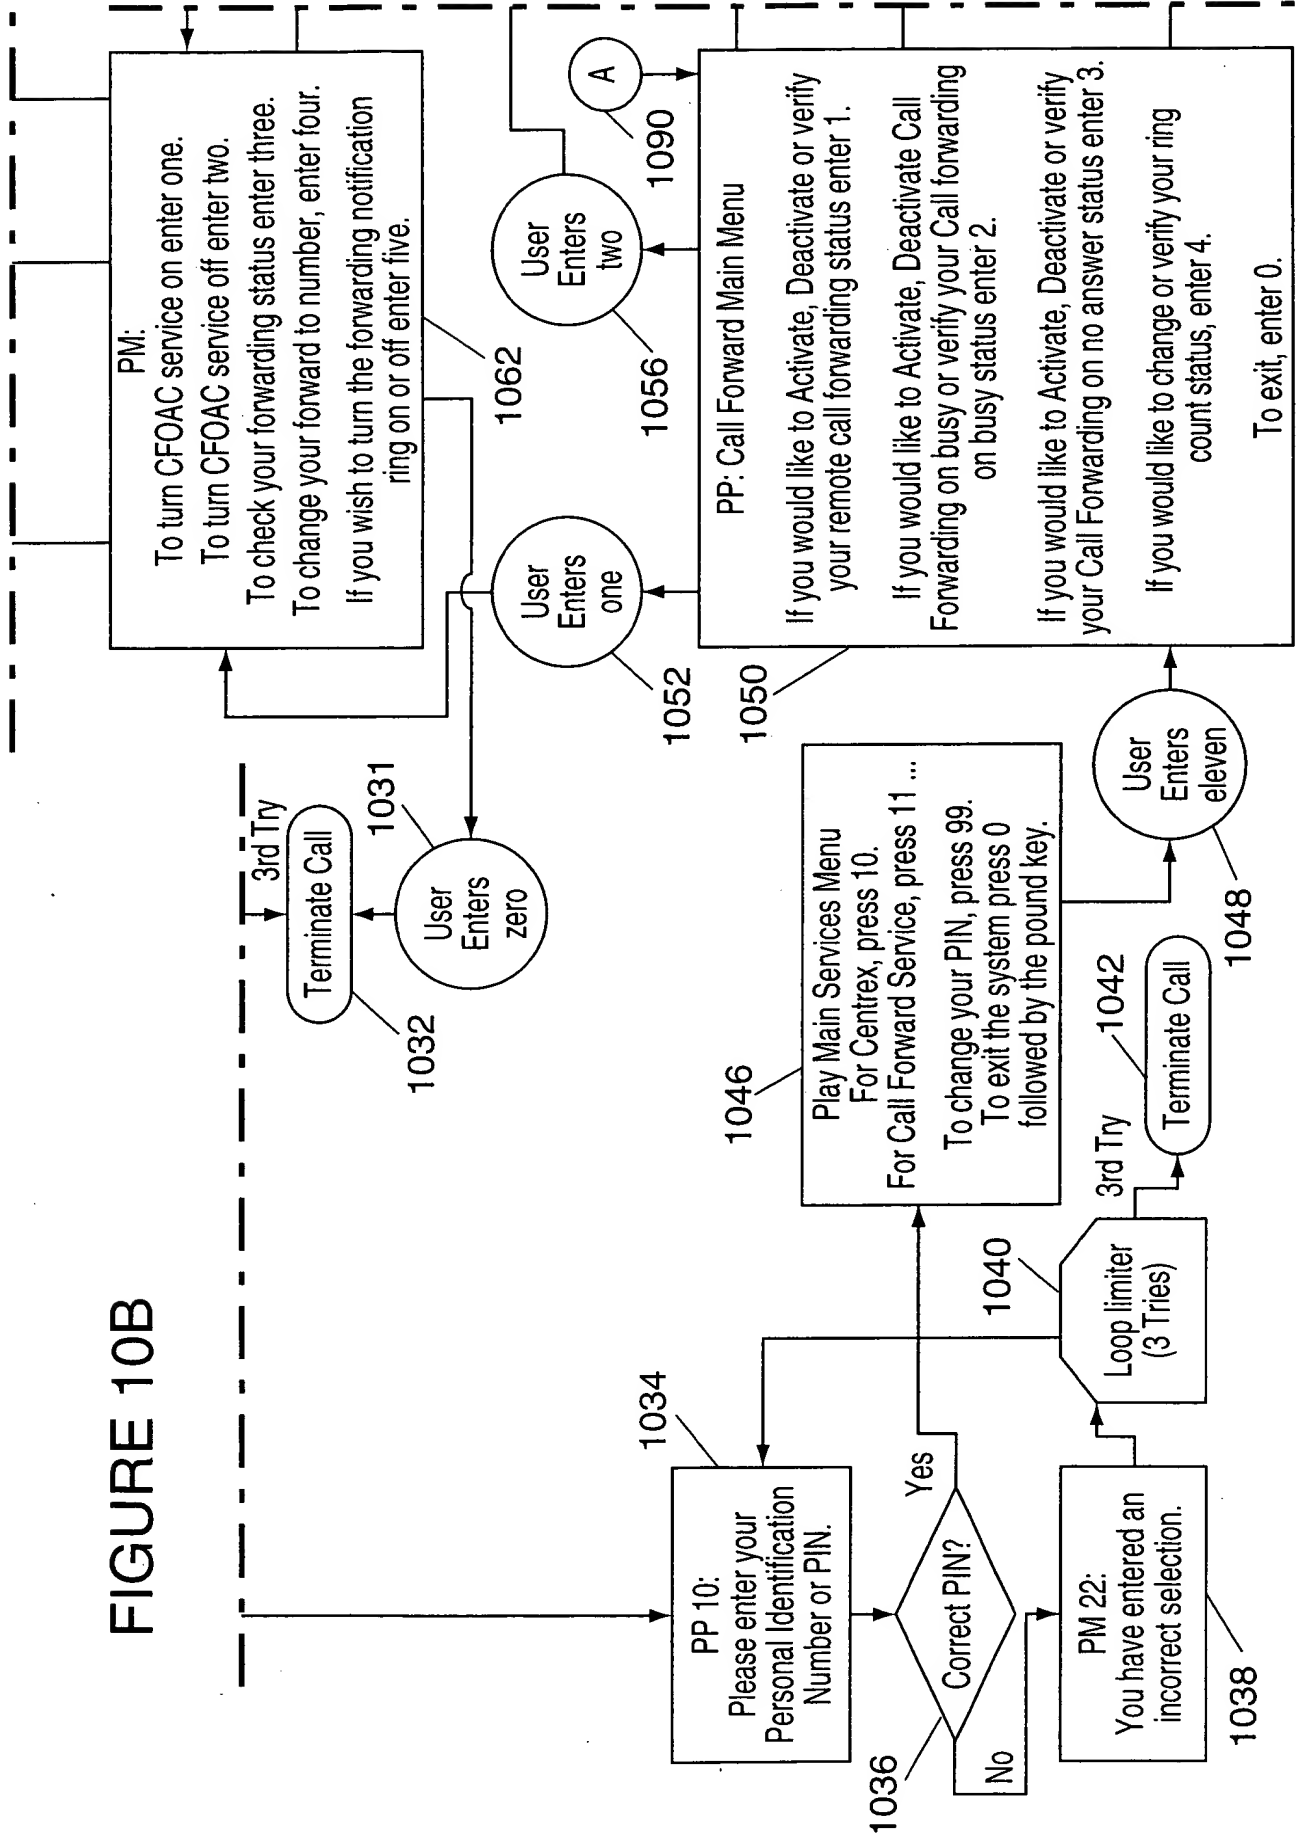 FIGURE 10B
PP 10:
Please enter your
Personal Identification
Number or PIN.
1034
Correct PIN?
1036
Yes
No
PM 22:
You have entered an
incorrect selection.
1038
Loop limiter
(3 Tries)
1040
3rd Try
Terminate Call
1042
Play Main Services Menu
For Centrex, press 10.
For Call Forward Service, press 11 ...
To change your PIN, press 99.
To exit the system press 0
followed by the pound key.
1046
User
Enters
eleven
1048
3rd Try
Terminate Call
1032
User
Enters
zero
1031
PM:
To turn CFOAC service on enter one.
To turn CFOAC service off enter two.
To check your forwarding status enter three.
To change your forward to number, enter four.
If you wish to turn the forwarding notification
ring on or off enter five.
1062
User
Enters
one
1052
User
Enters
two
1056
A
1090
PP: Call Forward Main Menu
If you would like to Activate, Deactivate or verify
your remote call forwarding status enter 1.
If you would like to Activate, Deactivate Call
Forwarding on busy or verify your Call forwarding
on busy status enter 2.
If you would like to Activate, Deactivate or verify
your Call Forwarding on no answer status enter 3.
If you would like to change or verify your ring
count status, enter 4.
To exit, enter 0.
1050